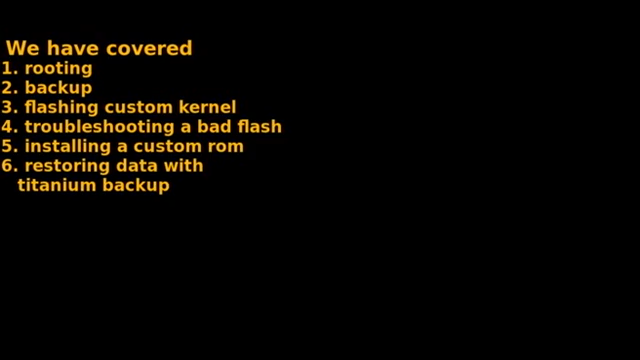 We have covered
1. rooting
2. backup
3. flashing custom kernel
4. troubleshooting a bad flash
5. installing a custom rom
6. restoring data with
titanium backup